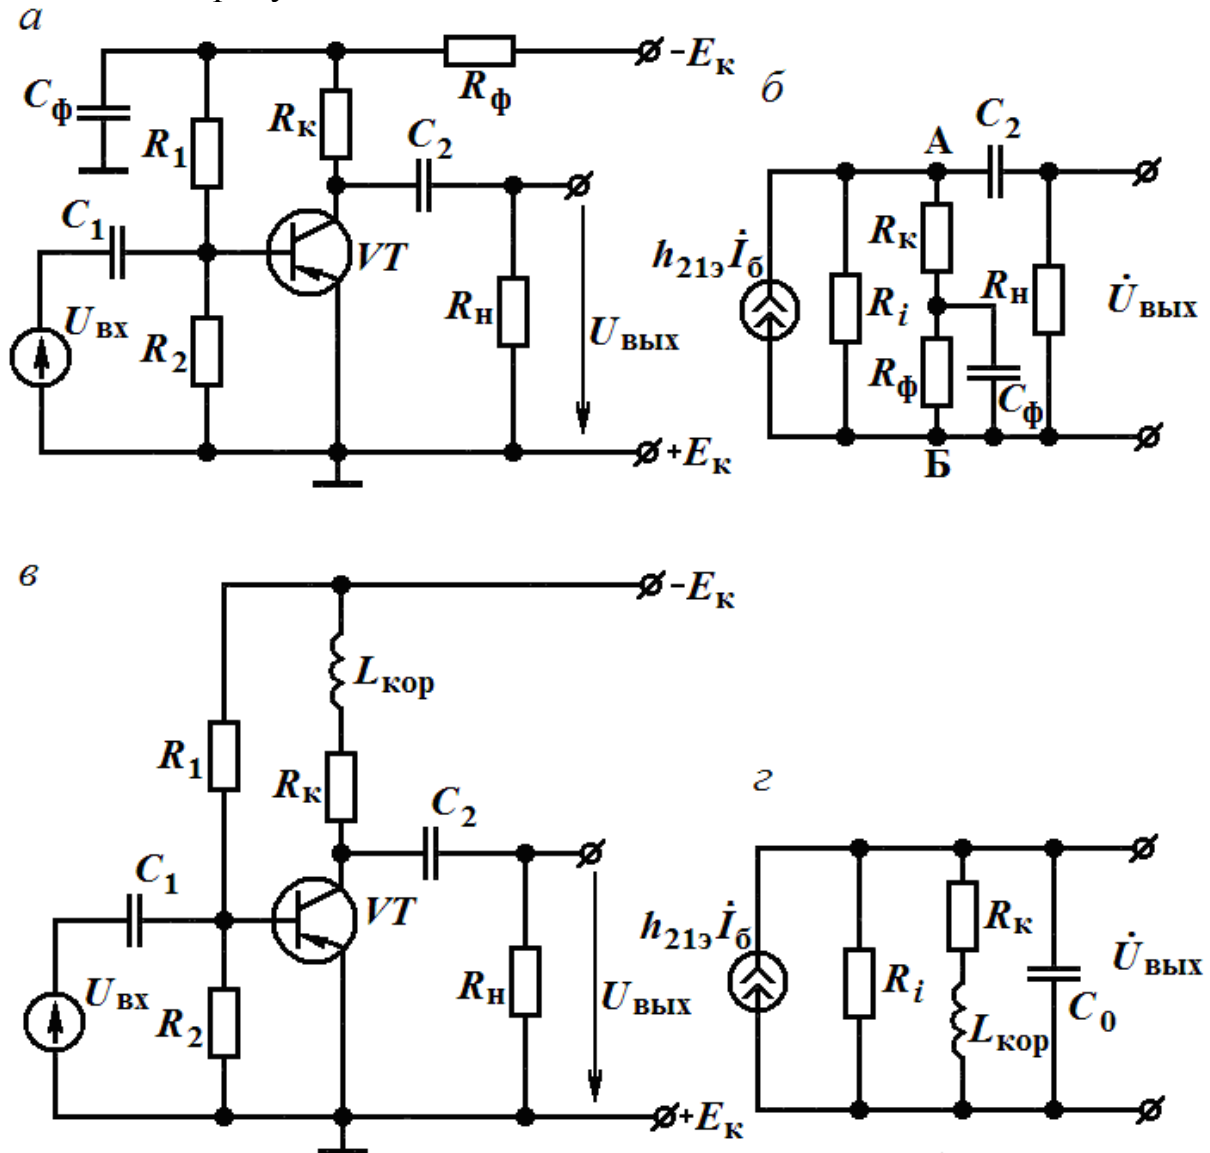 а
−Eк
Cф
Rф
Rк
R1
C2
C1
VT
Uвх
R2
Rн
Uвых
+Eк
б
C2
А
Rк
h21эİб
Ri
Rн
U̇вых
Rф
Cф
Б
в
−Eк
Lкор
R1
Rк
C2
C1
VT
Uвх
R2
Rн
Uвых
+Eк
г
Rк
h21эİб
Ri
U̇вых
C0
Lкор